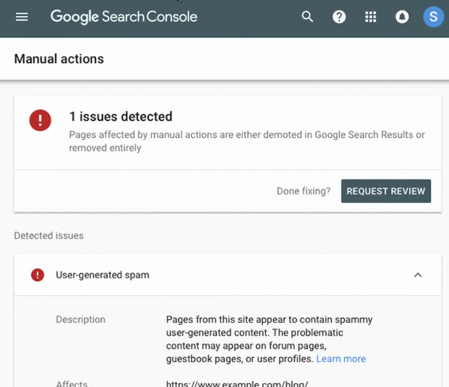 Google Search Console
S
Manual actions
1 issues detected
Pages affected by manual actions are either demoted in Google Search Results or
removed entirely
Done fixing? REQUEST REVIEW
Detected issues
User-generated spam
Description Pages from this site appear to contain spammy
user-generated content. The problematic
content may appear on forum pages,
guestbook pages, or user profiles. Learn more
Affects https://www.example.com/blog/